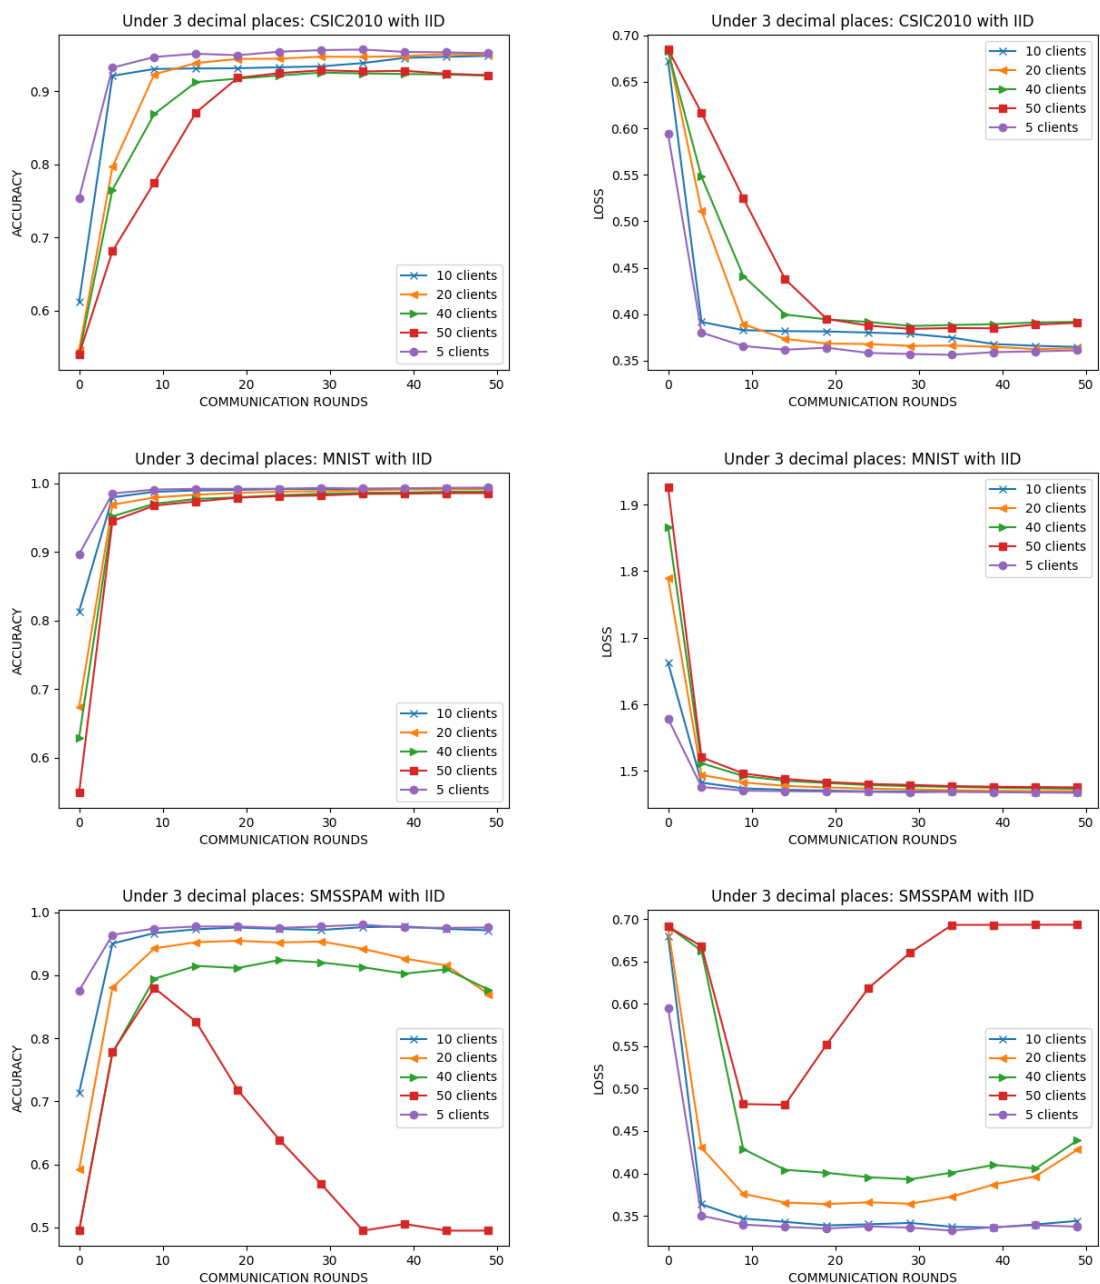 Under 3 decimal places: CSIC2010 with IID
0.9
0.8
0.7
0.6
ACCURACY
10 clients
20 clients
40 clients
50 clients
5 clients
0 10 20 30 40 50
COMMUNICATION ROUNDS
Under 3 decimal places: CSIC2010 with IID
0.70
0.65
0.60
0.55
0.50
0.45
0.40
0.35
LOSS
10 clients
20 clients
40 clients
50 clients
5 clients
0 10 20 30 40 50
COMMUNICATION ROUNDS
Under 3 decimal places: MNIST with IID
1.0
0.9
0.8
0.7
0.6
ACCURACY
10 clients
20 clients
40 clients
50 clients
5 clients
0 10 20 30 40 50
COMMUNICATION ROUNDS
Under 3 decimal places: MNIST with IID
1.9
1.8
1.7
1.6
1.5
LOSS
10 clients
20 clients
40 clients
50 clients
5 clients
0 10 20 30 40 50
COMMUNICATION ROUNDS
Under 3 decimal places: SMSSPAM with IID
1.0
0.9
0.8
0.7
0.6
0.5
ACCURACY
10 clients
20 clients
40 clients
50 clients
5 clients
0 10 20 30 40 50
COMMUNICATION ROUNDS
Under 3 decimal places: SMSSPAM with IID
0.70
0.65
0.60
0.55
0.50
0.45
0.40
0.35
LOSS
10 clients
20 clients
40 clients
50 clients
5 clients
0 10 20 30 40 50
COMMUNICATION ROUNDS